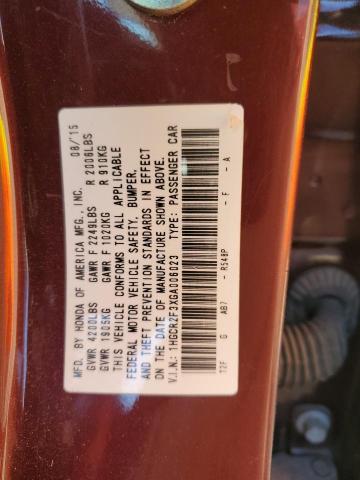 MFD. BY HONDA OF AMERICA MFG., INC. 08/15
GVWR 4200LBS GAWR F 2249LBS R 2006LBS
GVWR 1905KG GAWR F 1020KG R 910KG
THIS VEHICLE CONFORMS TO ALL APPLICABLE
FEDERAL MOTOR VEHICLE SAFETY, BUMPER,
AND THEFT PREVENTION STANDARDS IN EFFECT
ON THE DATE OF MANUFACTURE SHOWN ABOVE.
V.I.N.: 1HGCR2F3XGA006023 TYPE: PASSENGER CAR
T2F G AB7 - R548P - F - A